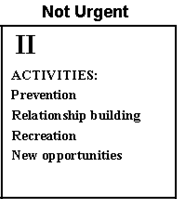 Not Urgent
II
ACTIVITIES:
Prevention
Relationship building
Recreation
New opportunities